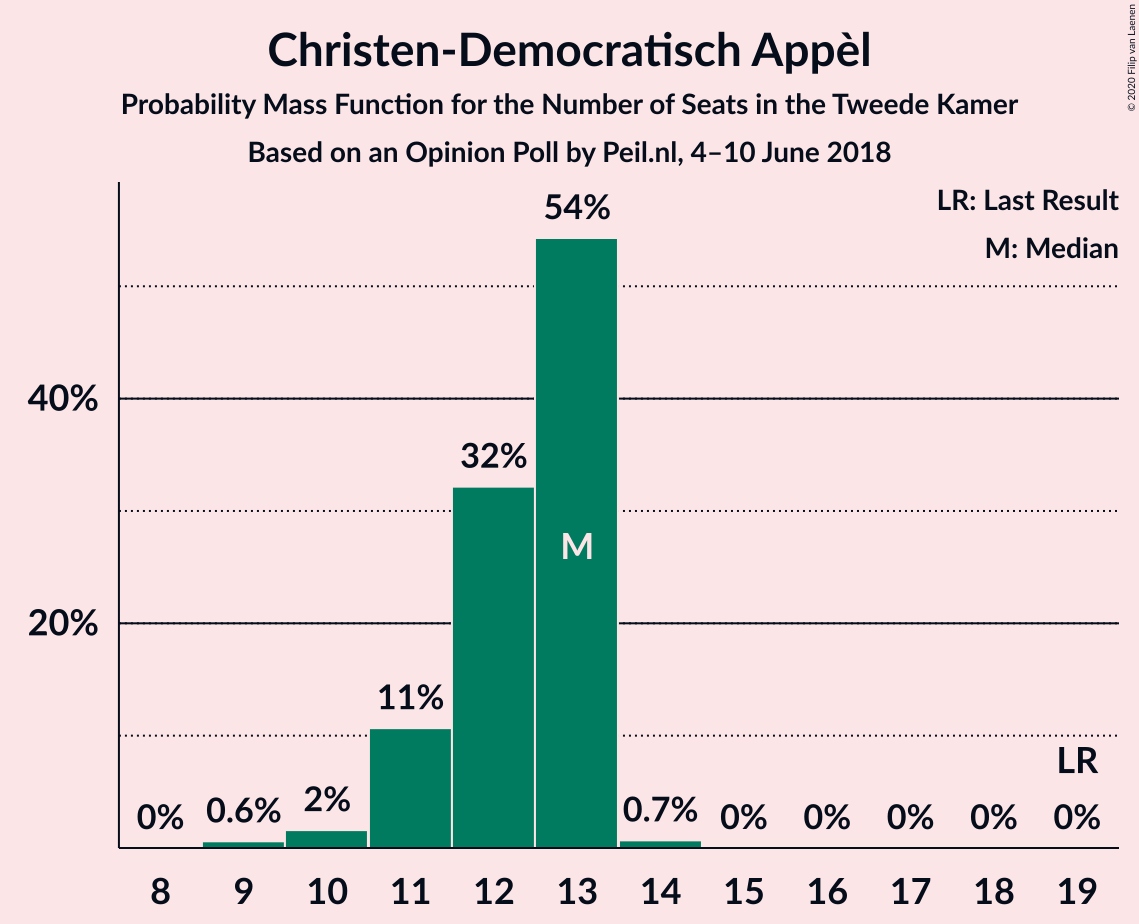 Christen-Democratisch Appèl
Probability Mass Function for the Number of Seats in the Tweede Kamer
Based on an Opinion Poll by Peil.nl, 4–10 June 2018
© 2020 Filip van Laenen
LR: Last Result
M: Median
54%
40%
32%
M
20%
11%
LR
0% 0.6% 2% 0.7% 0% 0% 0% 0% 0%
8 9 10 11 12 13 14 15 16 17 18 19